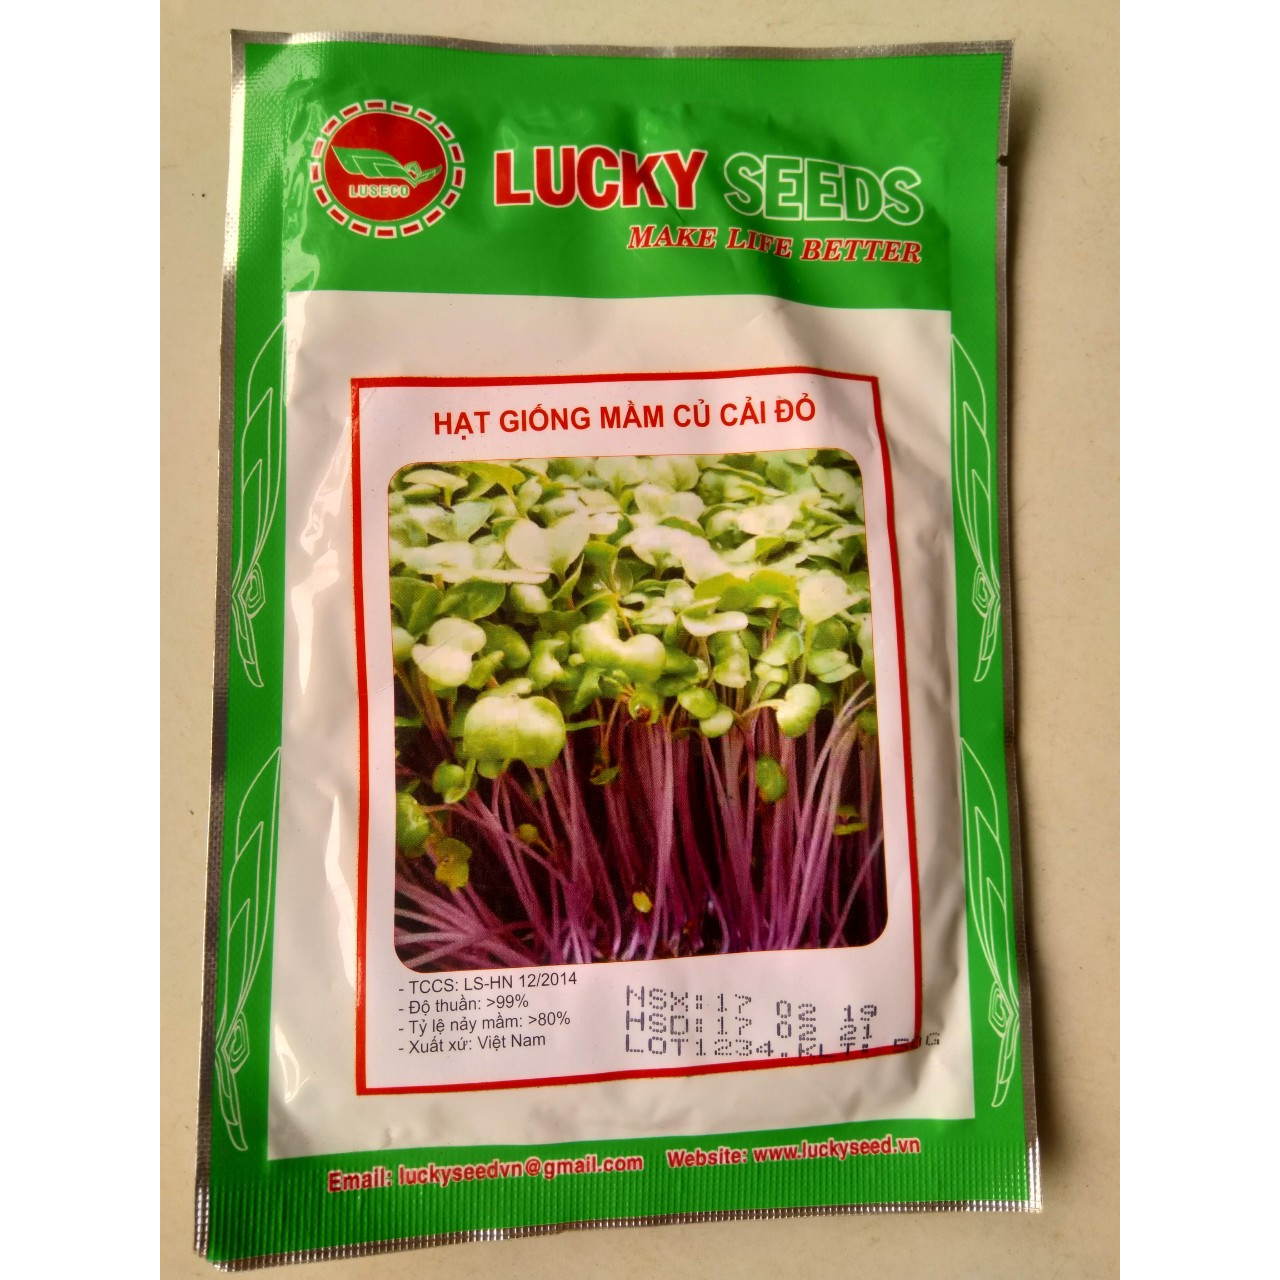 LUSECO
LUCKY SEEDS
MAKE LIFE BETTER
HẠT GIỐNG MẦM CỦ CẢI ĐỎ
- TCCS: LS-HN 12/2014
- Độ thuần: >99%
- Tỷ lệ nảy mầm: >80%
- Xuất xứ: Việt Nam
NSX: 17 02 19
HSD: 17 02 21
LOT1234.KLT:
Email: luckyseedvn@gmail.com Website: www.luckyseed.vn